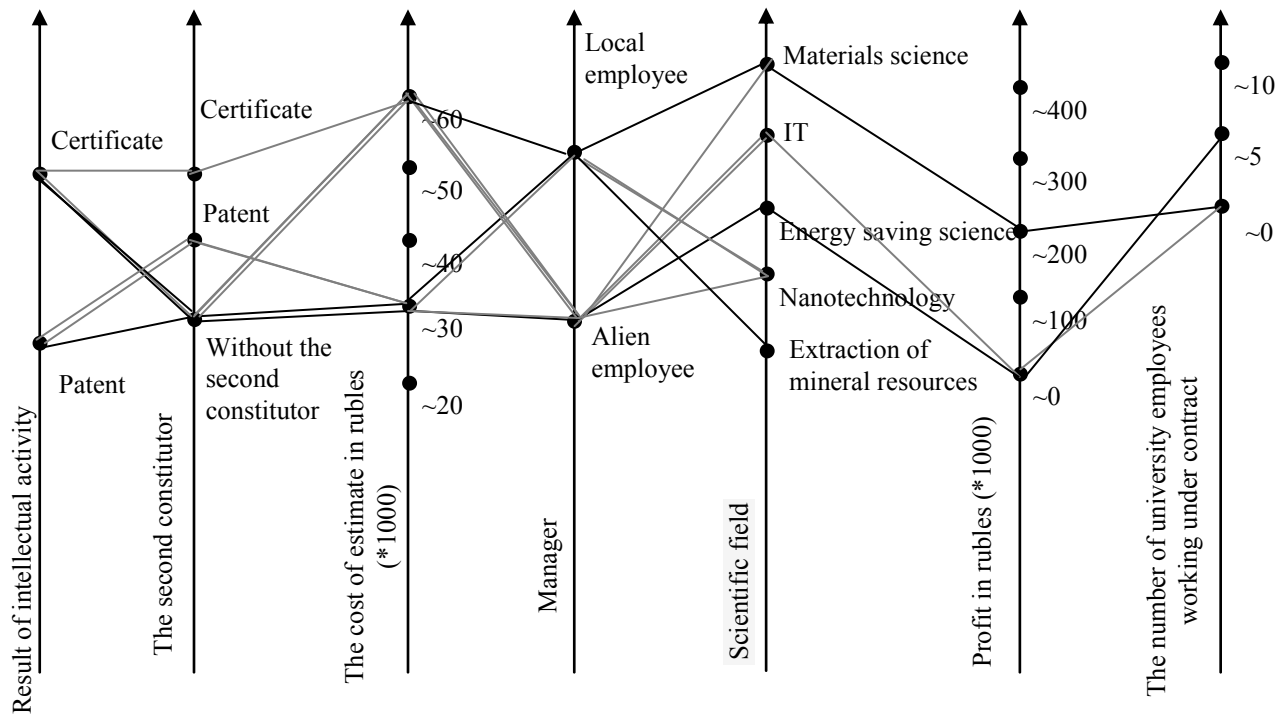 Certificate
Patent
Result of intellectual activity
Certificate
Patent
Without the
second
constitutor
The second constitutor
~60
~50
~40
~30
~20
The cost of estimate in rubles
(*1000)
Local
employee
Alien
employee
Manager
Materials science
IT
Energy saving science
Nanotechnology
Extraction of
mineral resources
Scientific field
~400
~300
~200
~100
~0
Profit in rubles (*1000)
~10
~5
~0
The number of university employees
working under contract